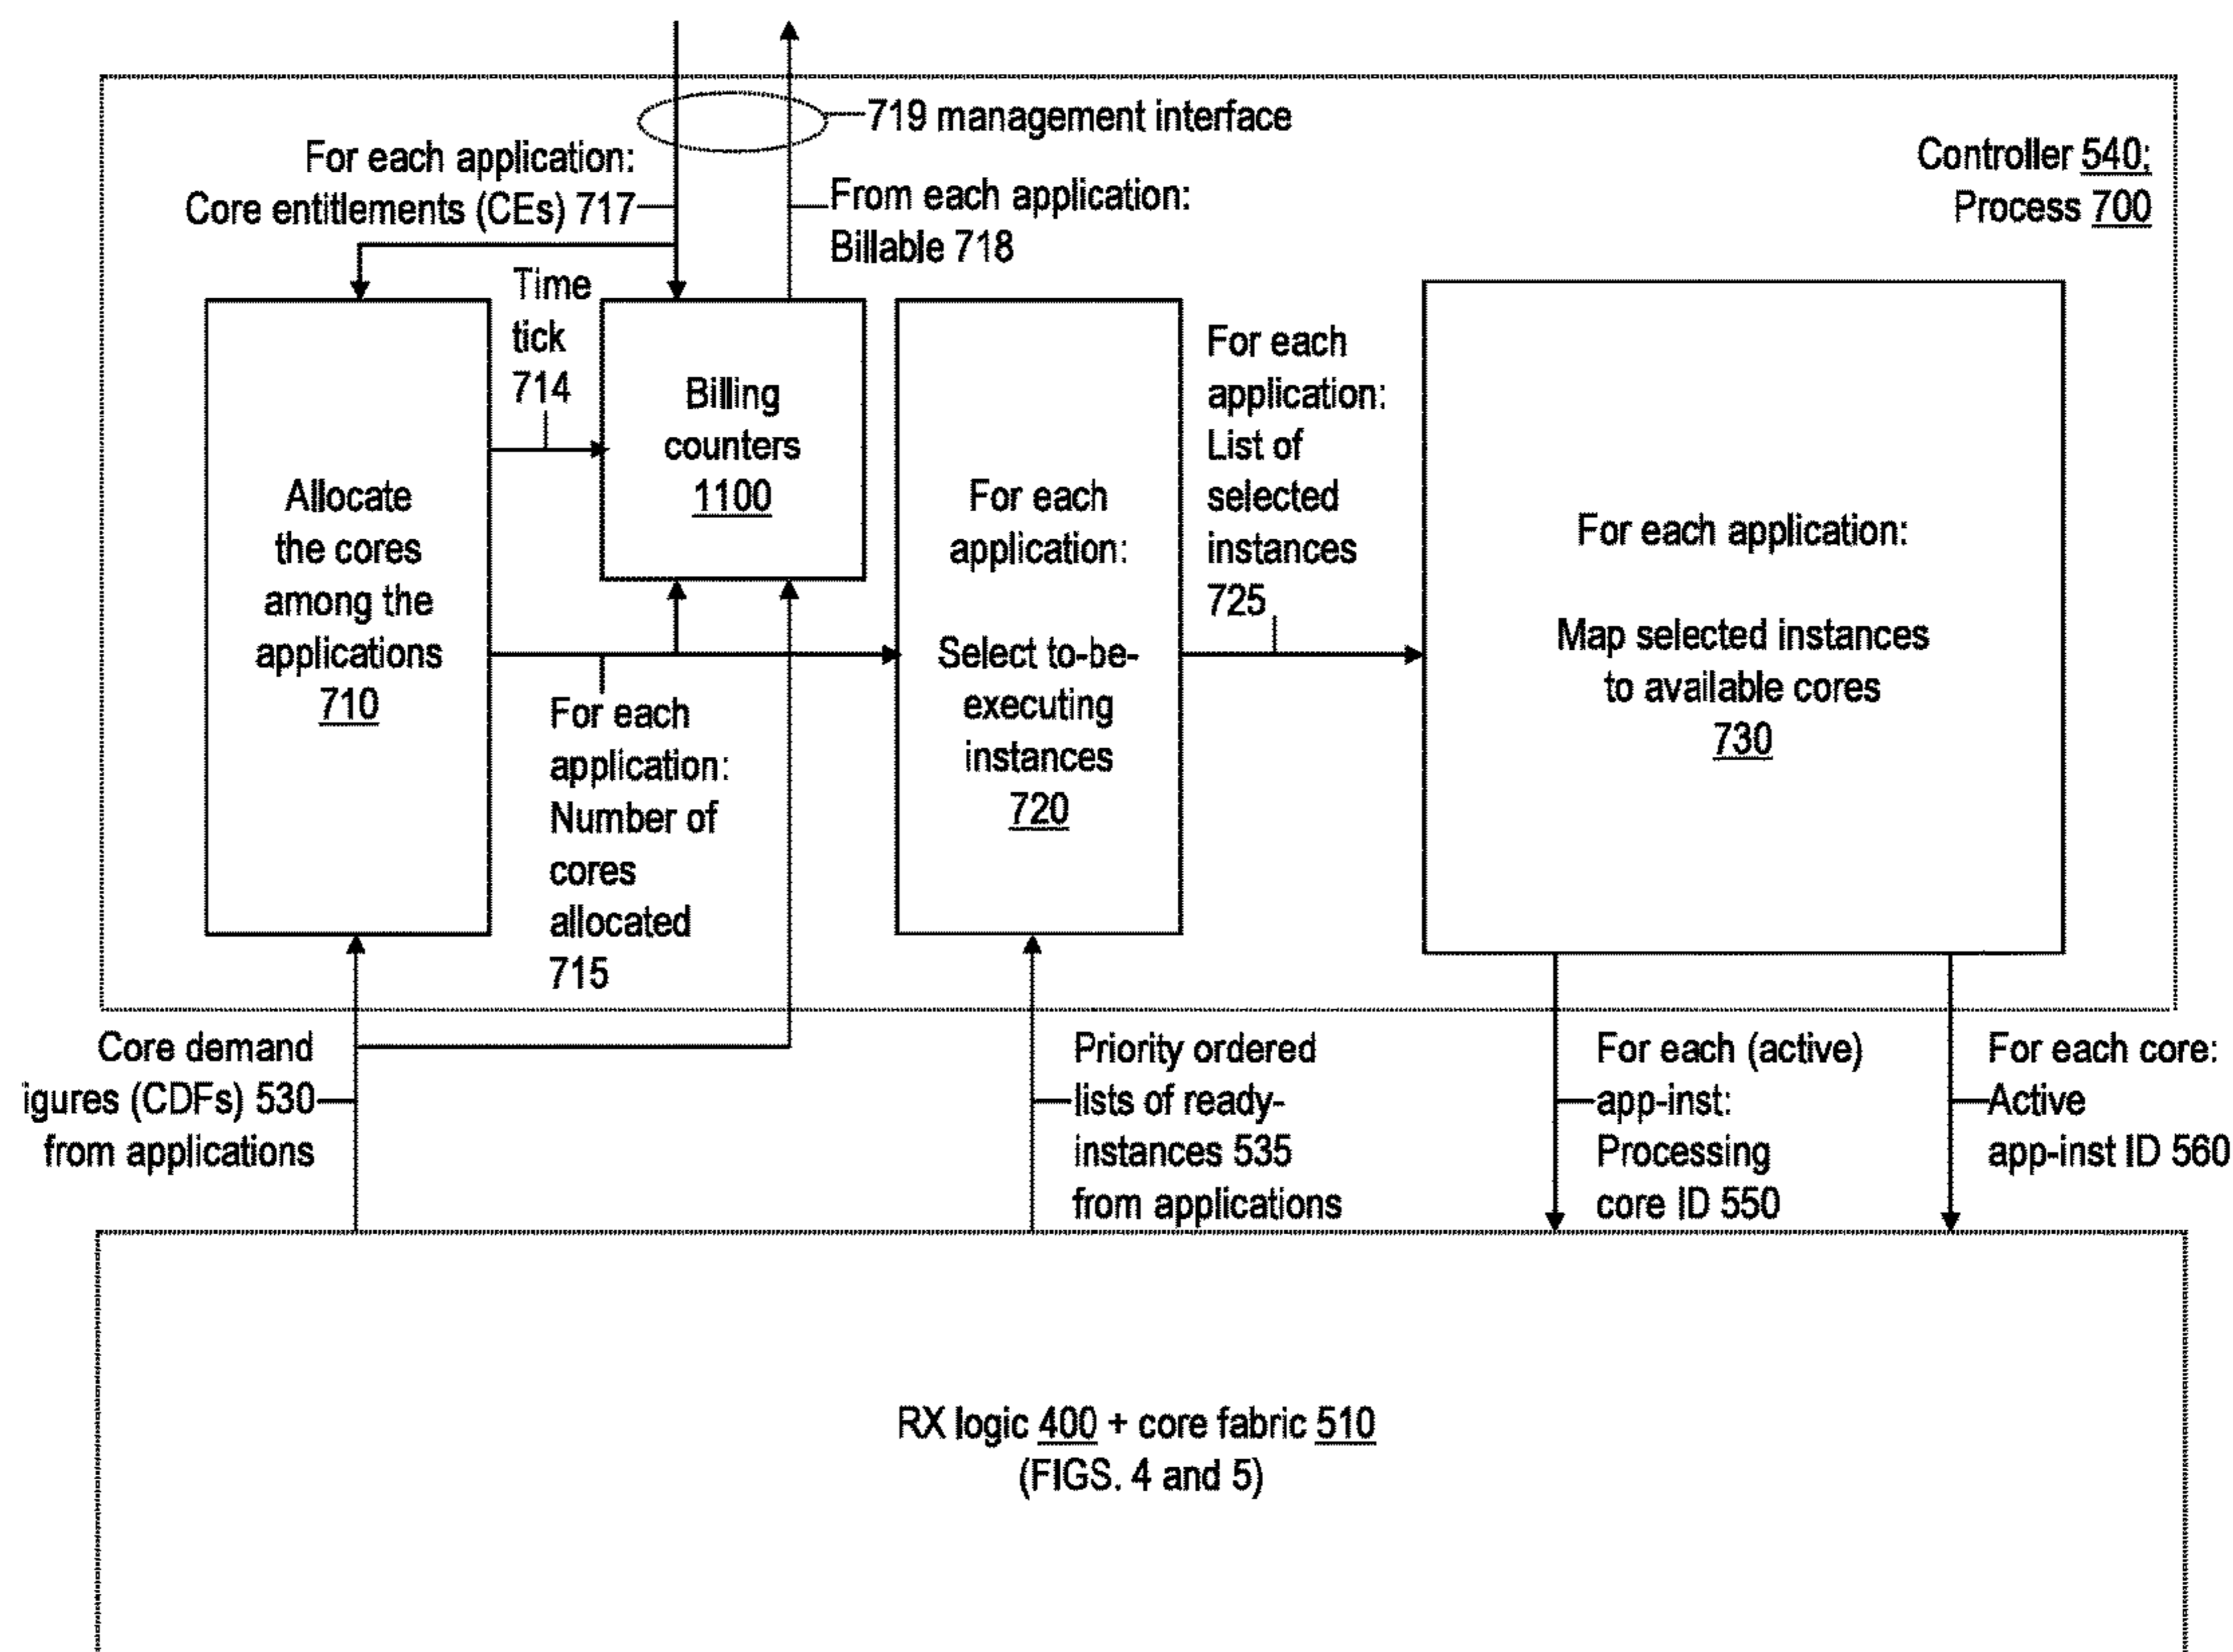 719 management interface
For each application:
Core entitlements (CEs) 717
From each application:
Billable 718
Controller 540;
Process 700
Time
tick
714
Allocate
the cores
among the
applications
710
Billing
counters
1100
For each
application:
Number of
cores
allocated
715
For each
application:
Select to-be-
executing
instances
720
For each
application:
List of
selected
instances
725
For each application:
Map selected instances
to available cores
730
Core demand
igures (CDFs) 530
from applications
Priority ordered
lists of ready-
instances 535
from applications
For each (active)
app-inst:
Processing
core ID 550
For each core:
Active
app-inst ID 560
RX logic 400 + core fabric 510
(FIGS. 4 and 5)